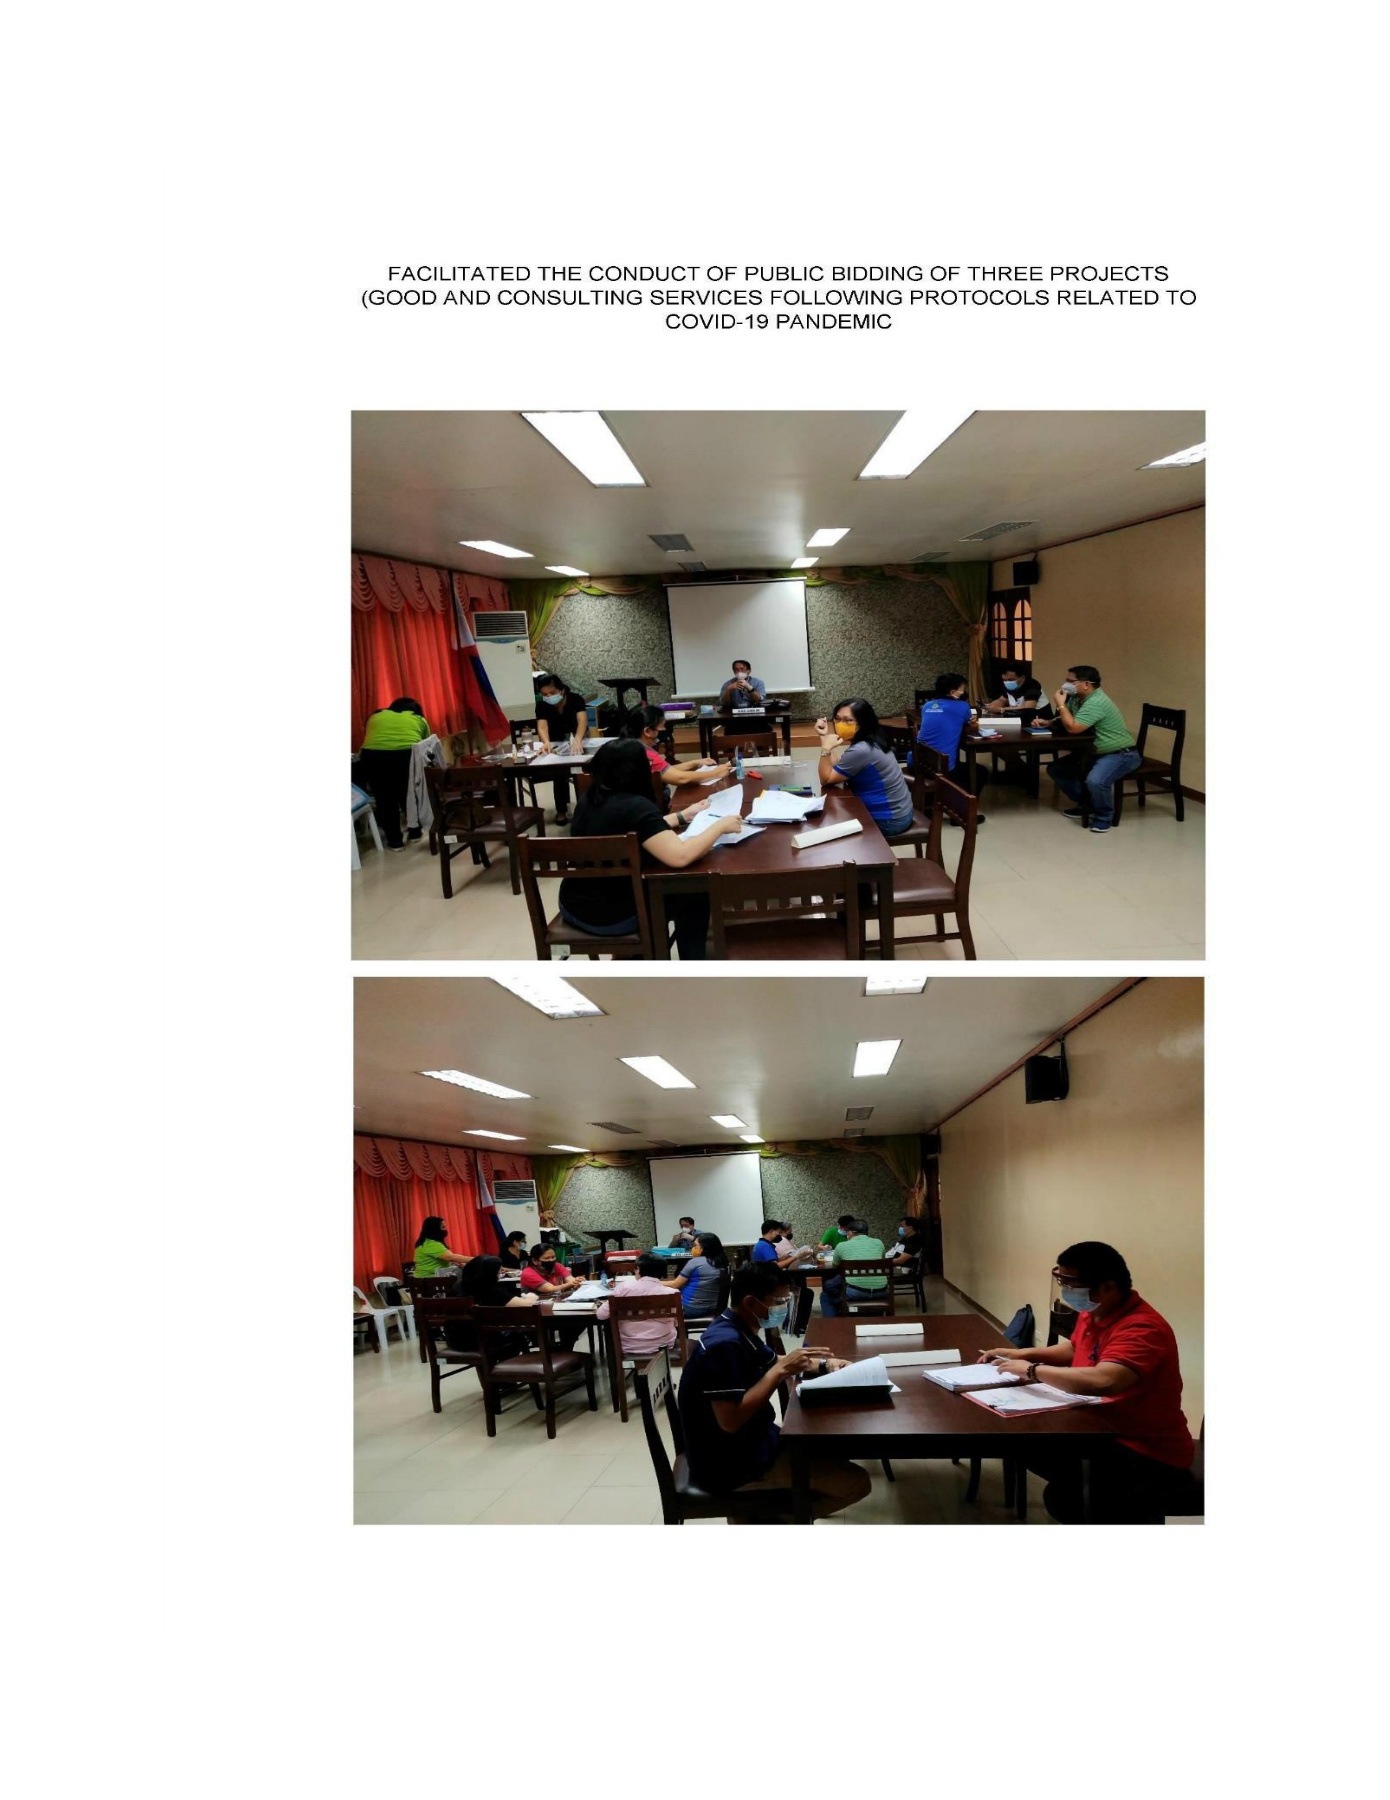 FACILITATED THE CONDUCT OF PUBLIC BIDDING OF THREE PROJECTS
(GOOD AND CONSULTING SERVICES FOLLOWING PROTOCOLS RELATED TO
COVID-19 PANDEMIC